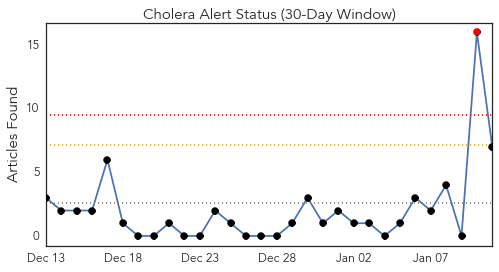 Cholera Alert Status (30-Day Window)
Articles Found
15
10
5
0
Dec 13 Dec 18 Dec 23 Dec 28 Jan 02 Jan 07